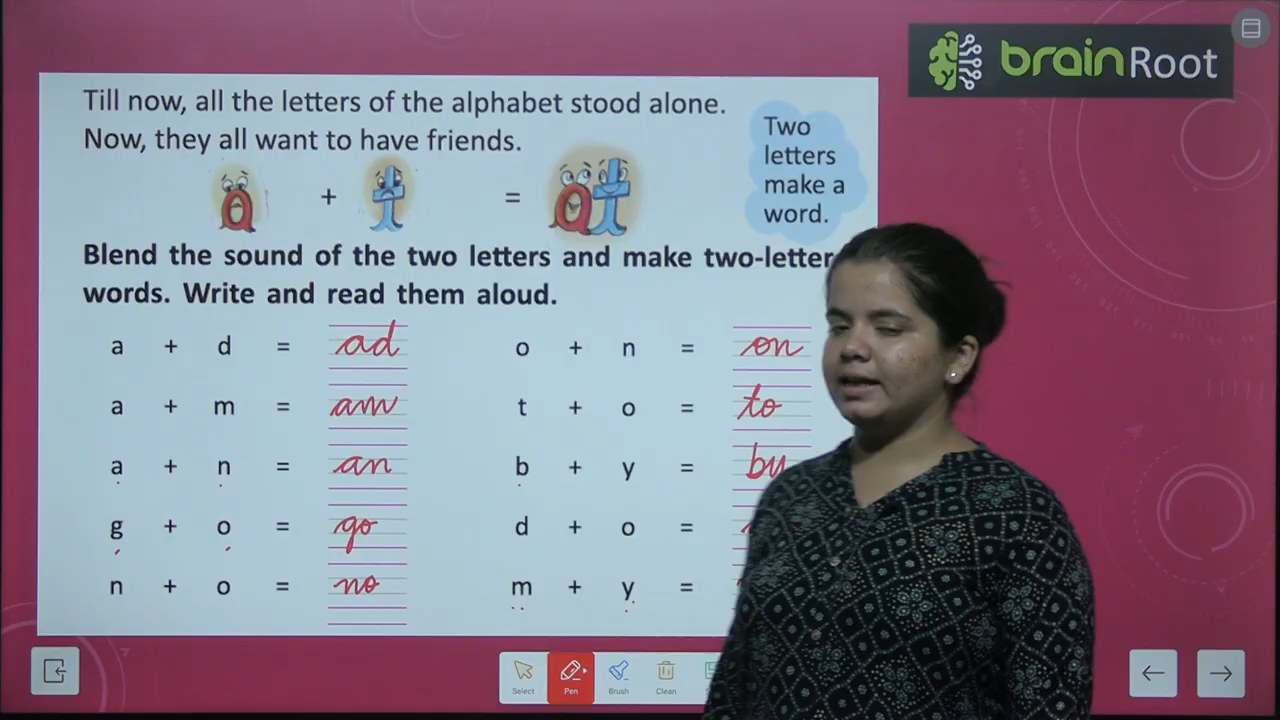 brainRoot
Till now, all the letters of the alphabet stood alone.
Now, they all want to have friends.
a + t = at
Two
letters
make a
word.
Blend the sound of the two letters and make two-letter
words. Write and read them aloud.
a + d = ad
a + m = am
a + n = an
g + o = go
n + o = no
o + n = on
t + o = to
b + y =
d + o =
m + y =
Select
Pen
Brush
Clean